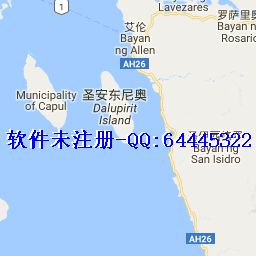 Lavezares
艾伦
Bayan
ng Allen
罗萨里奥
Bayan n
Rosario
AH26
圣安东尼奥
Dalupirit
Island
Municipality
of Capul
软件未注册-QQ:64445322
Bayan ng
San Isidro
AH26